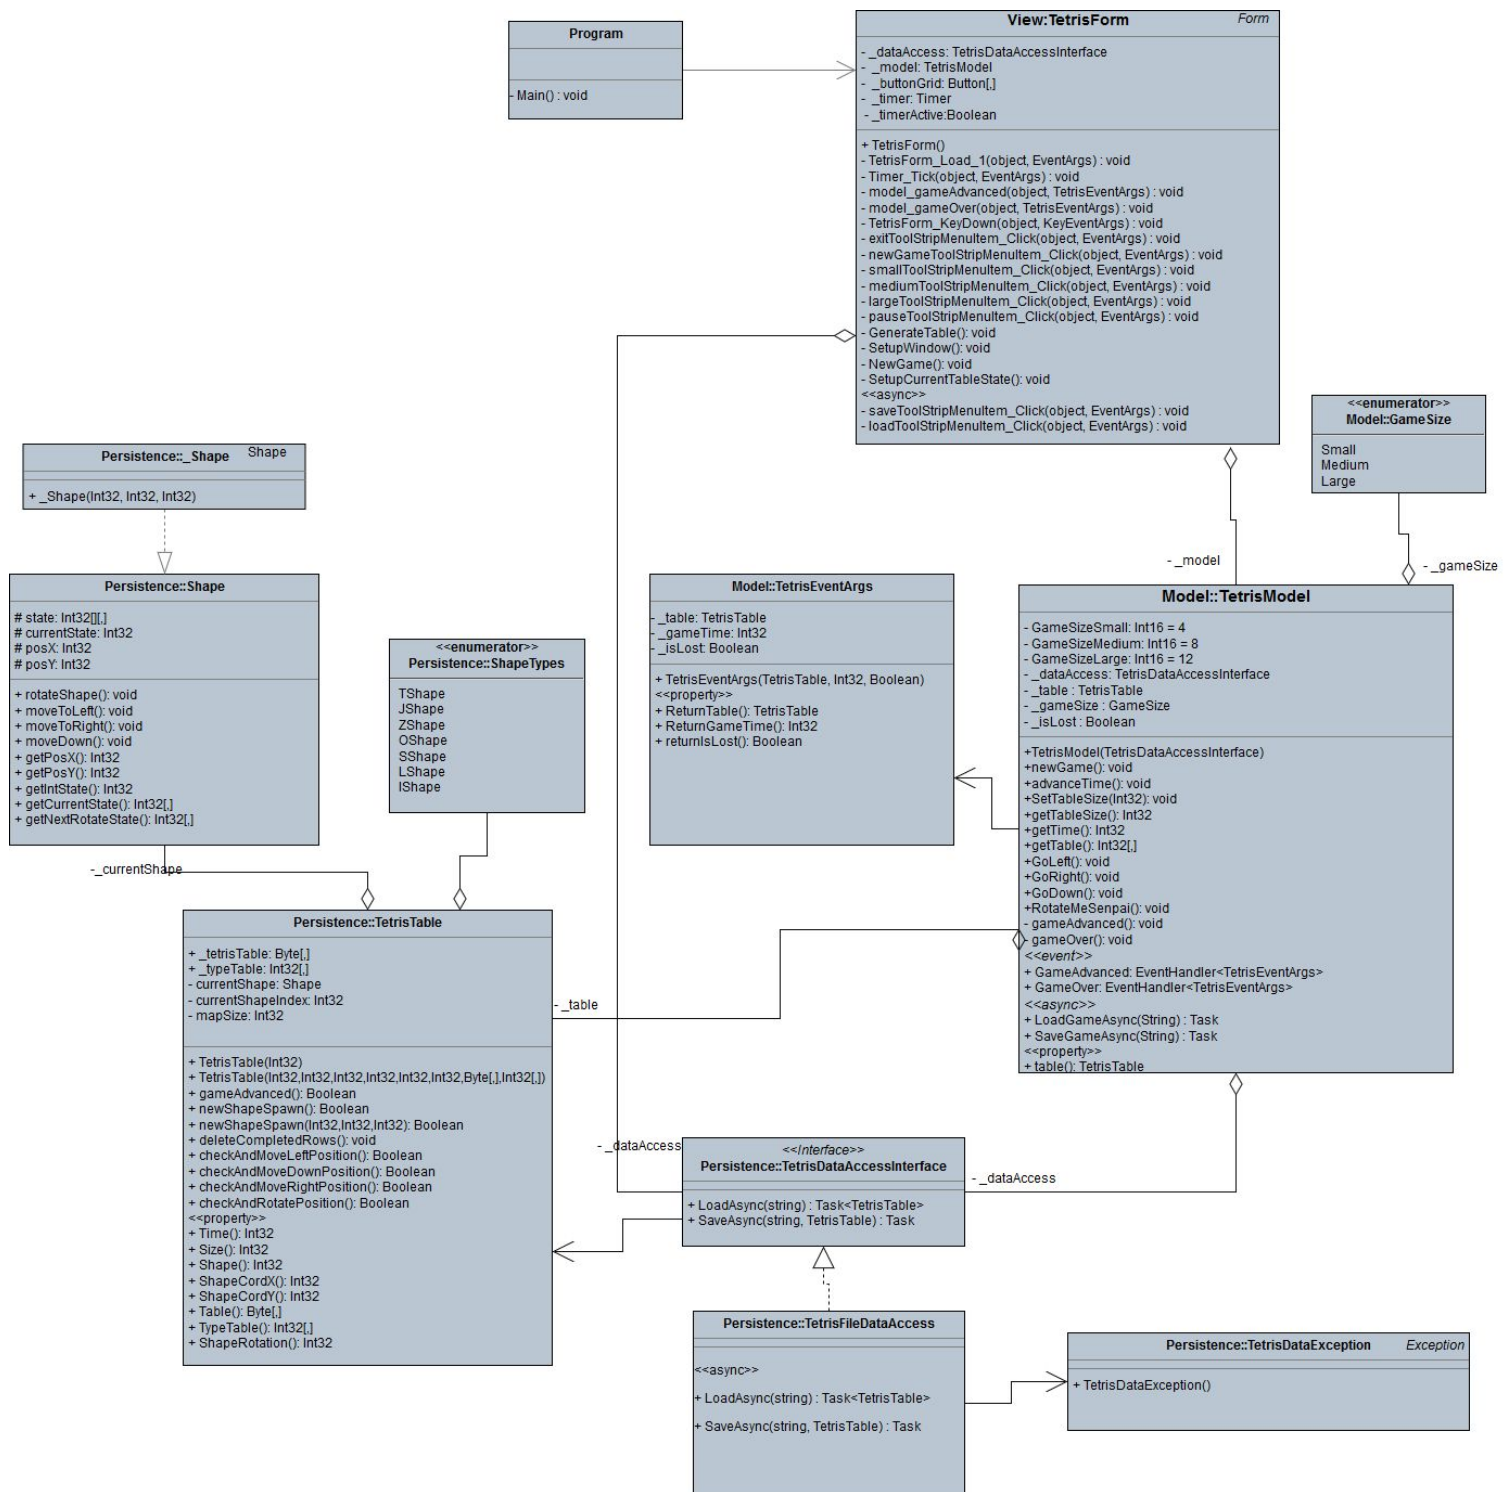 Program
- Main() : void
View:TetrisForm
Form
- _dataAccess: TetrisDataAccessInterface
- _model: TetrisModel
- _buttonGrid: Button[,]
- _timer: Timer
- _timerActive:Boolean
+ TetrisForm()
- TetrisForm_Load_1(object, EventArgs) : void
- Timer_Tick(object, EventArgs) : void
- model_gameAdvanced(object, TetrisEventArgs) : void
- model_gameOver(object, TetrisEventArgs) : void
- TetrisForm_KeyDown(object, KeyEventArgs) : void
- exitToolStripMenuItem_Click(object, EventArgs) : void
- newGameToolStripMenuItem_Click(object, EventArgs) : void
- smallToolStripMenuItem_Click(object, EventArgs) : void
- mediumToolStripMenuItem_Click(object, EventArgs) : void
- largeToolStripMenuItem_Click(object, EventArgs) : void
- pauseToolStripMenuItem_Click(object, EventArgs) : void
- GenerateTable(): void
- SetupWindow(): void
- NewGame(): void
- SetupCurrentTableState(): void
<<async>>
- saveToolStripMenuItem_Click(object, EventArgs) : void
- loadToolStripMenuItem_Click(object, EventArgs) : void
<<enumerator>>
Model::GameSize
Small
Medium
Large
Persistence::_Shape
Shape
+ _Shape(Int32, Int32, Int32)
- _model
- _gameSize
Persistence::Shape
# state: Int32[][,]
# currentState: Int32
# posX: Int32
# posY: Int32
+ rotateShape(): void
+ moveToLeft(): void
+ moveToRight(): void
+ moveDown(): void
+ getPosX(): Int32
+ getPosY(): Int32
+ getIntState(): Int32
+ getCurrentState(): Int32[,]
+ getNextRotateState(): Int32[,]
<<enumerator>>
Persistence::ShapeTypes
TShape
JShape
ZShape
OShape
SShape
LShape
IShape
Model::TetrisEventArgs
- _table: TetrisTable
- _gameTime: Int32
- _isLost: Boolean
+ TetrisEventArgs(TetrisTable, Int32, Boolean)
<<property>>
+ ReturnTable(): TetrisTable
+ ReturnGameTime(): Int32
+ returnIsLost(): Boolean
Model::TetrisModel
- GameSizeSmall: Int16 = 4
- GameSizeMedium: Int16 = 8
- GameSizeLarge: Int16 = 12
- _dataAccess: TetrisDataAccessInterface
- _table : TetrisTable
- _gameSize : GameSize
- _isLost : Boolean
+TetrisModel(TetrisDataAccessInterface)
+newGame(): void
+advanceTime(): void
+SetTableSize(Int32): void
+getTableSize(): Int32
+getTime(): Int32
+getTable(): Int32[,]
+GoLeft(): void
+GoRight(): void
+GoDown(): void
+RotateMeSenpai(): void
- gameAdvanced(): void
- gameOver(): void
<<event>>
+ GameAdvanced: EventHandler<TetrisEventArgs>
+ GameOver: EventHandler<TetrisEventArgs>
<<async>>
+ LoadGameAsync(String) : Task
+ SaveGameAsync(String) : Task
<<property>>
+ table(): TetrisTable
-_currentShape
Persistence::TetrisTable
+ _tetrisTable: Byte[,]
+ _typeTable: Int32[,]
- currentShape: Shape
- currentShapeIndex: Int32
- mapSize: Int32
+ TetrisTable(Int32)
+ TetrisTable(Int32,Int32,Int32,Int32,Int32,Int32,Byte[,],Int32[,])
+ gameAdvanced(): Boolean
+ newShapeSpawn(): Boolean
+ newShapeSpawn(Int32,Int32,Int32): Boolean
+ deleteCompletedRows(): void
+ checkAndMoveLeftPosition(): Boolean
+ checkAndMoveDownPosition(): Boolean
+ checkAndMoveRightPosition(): Boolean
+ checkAndRotatePosition(): Boolean
<<property>>
+ Time(): Int32
+ Size(): Int32
+ Shape(): Int32
+ ShapeCordX(): Int32
+ ShapeCordY(): Int32
+ Table(): Byte[,]
+ TypeTable(): Int32[,]
+ ShapeRotation(): Int32
- _table
- _dataAccess
<<Interface>>
Persistence::TetrisDataAccessInterface
+ LoadAsync(string) : Task<TetrisTable>
+ SaveAsync(string, TetrisTable) : Task
- _dataAccess
Persistence::TetrisFileDataAccess
<<async>>
+ LoadAsync(string) : Task<TetrisTable>
+ SaveAsync(string, TetrisTable) : Task
Persistence::TetrisDataException
Exception
+ TetrisDataException()